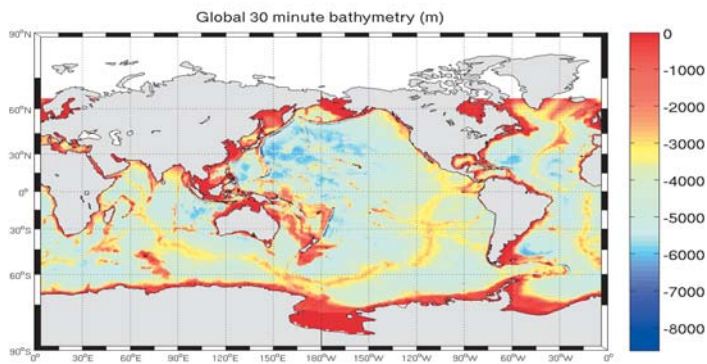 Global 30 minute bathymetry (m)
90°N
60°N
30°N
0°
30°S
60°S
90°S
0°
30°E
60°E
90°E
120°E
150°E
180°W
150°W
120°W
90°W
60°W
30°W
0°
0
-1000
-2000
-3000
-4000
-5000
-6000
-7000
-8000